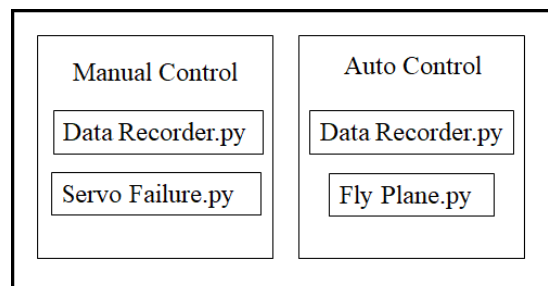 Manual Control
Data Recorder.py
Servo Failure.py
Auto Control
Data Recorder.py
Fly Plane.py